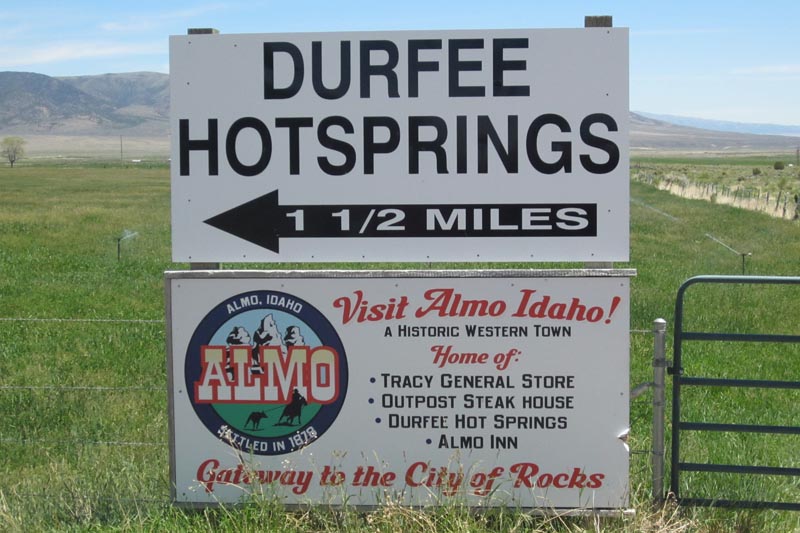 DURFEE
HOTSPRINGS
1 1/2 MILES
ALMO, IDAHO
ALMO
SETTLED IN 1878
Visit Almo Idaho!
A HISTORIC WESTERN TOWN
Home of:
• TRACY GENERAL STORE
• OUTPOST STEAK HOUSE
• DURFEE HOT SPRINGS
• ALMO INN
Gateway to the City of Rocks